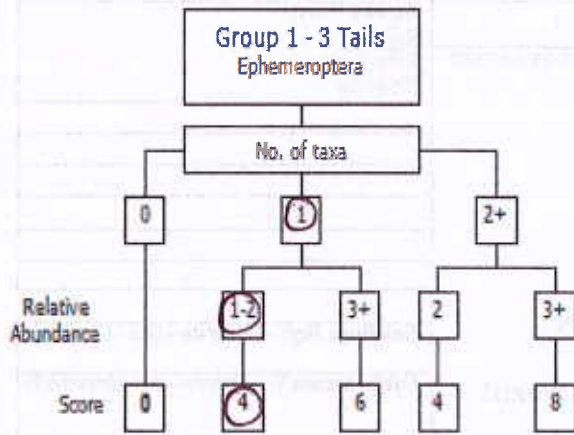 Group 1 - 3 Tails
Ephemeroptera
No. of taxa
0 1 2+
Relative
Abundance
1-2 3+ 2 3+
Score
0 4 6 4 8